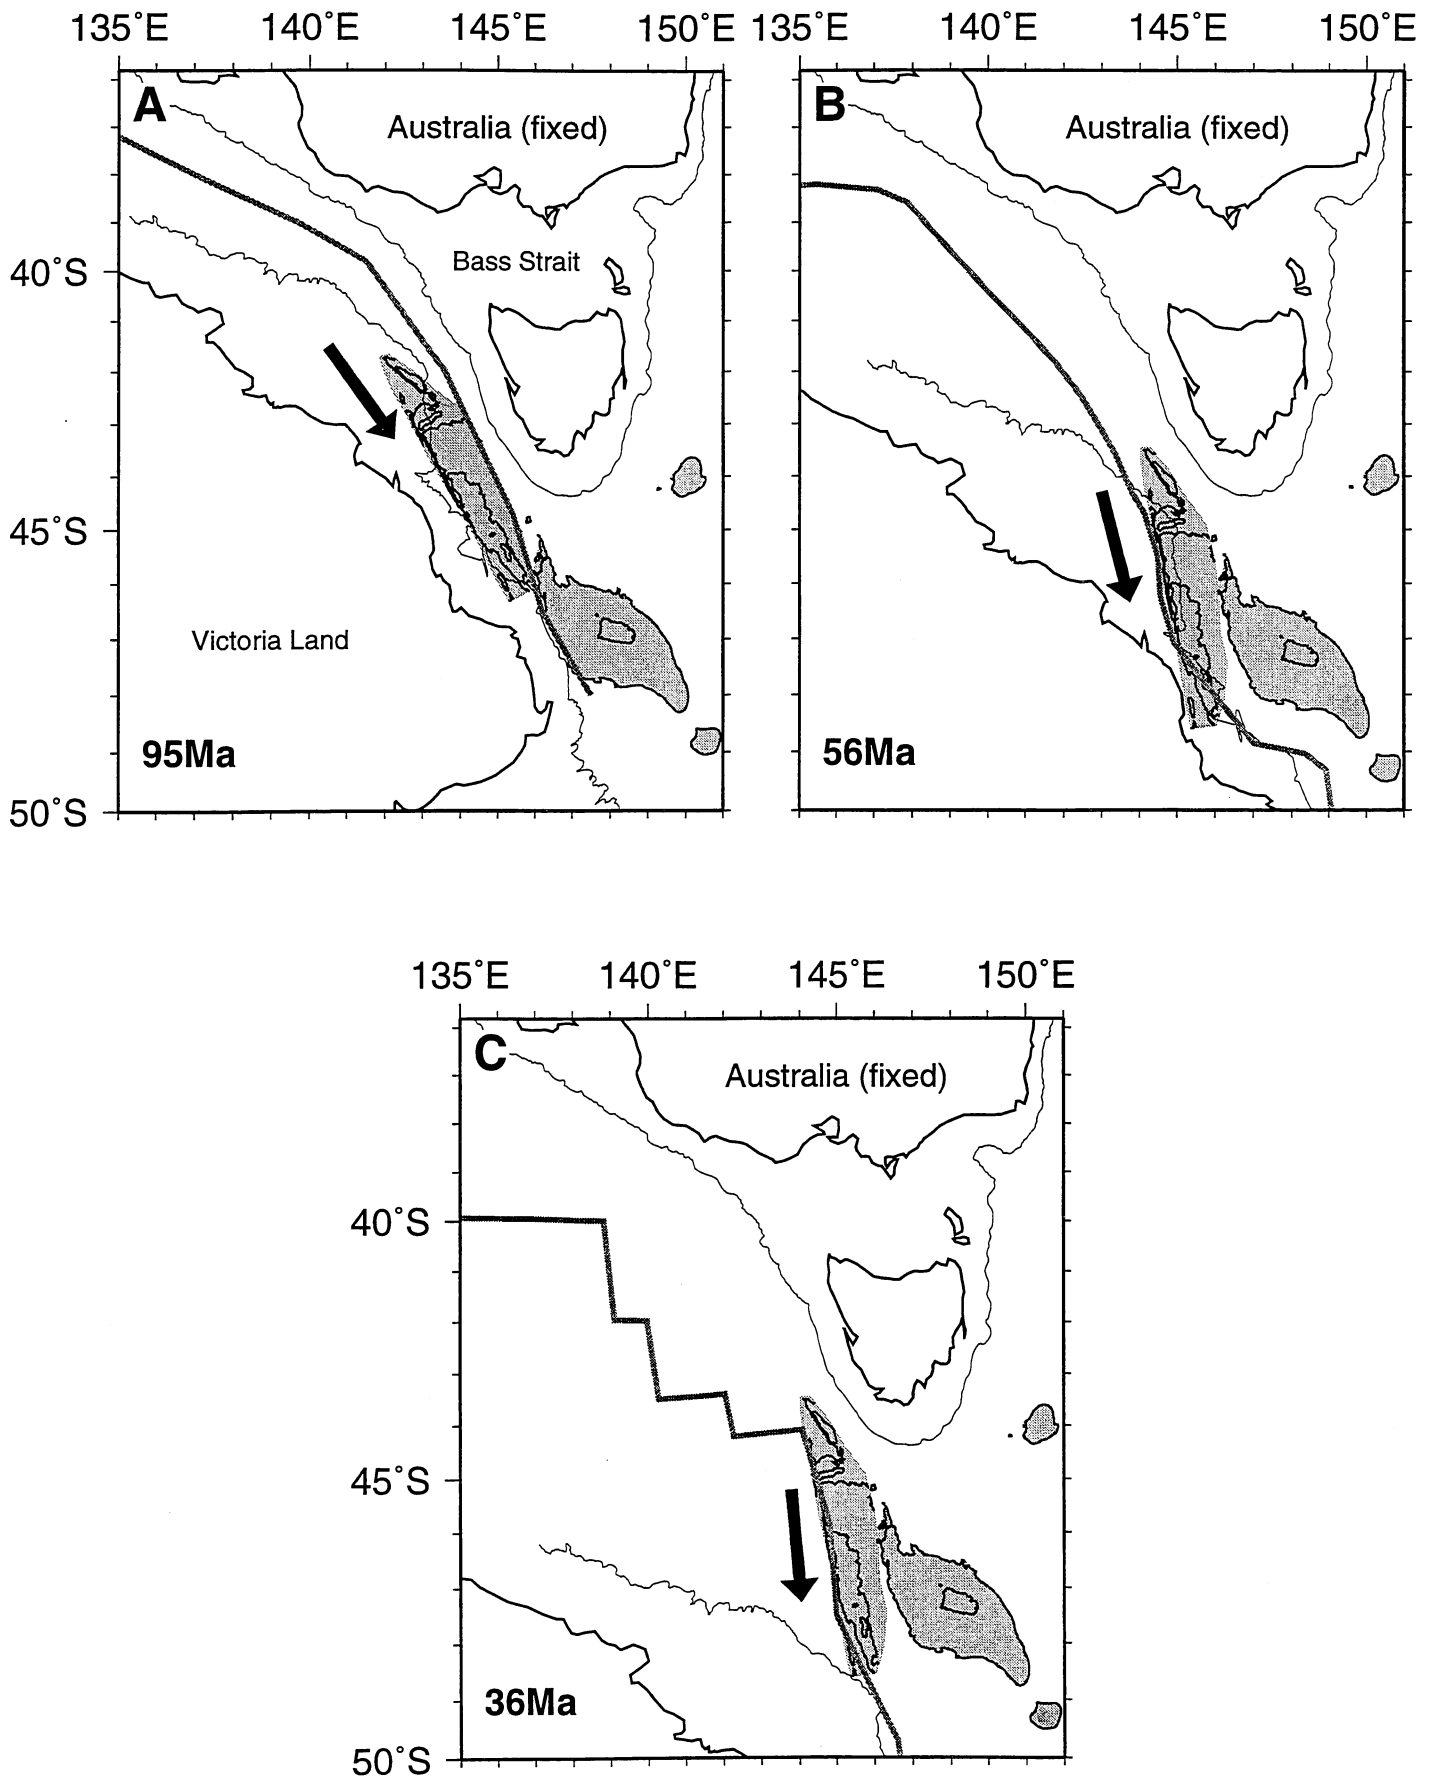 135˚E 140˚E 145˚E 150˚E 135˚E 140˚E 145˚E 150˚E
A
Australia (fixed)
B
Australia (fixed)
Bass Strait
40˚S
45˚S
Victoria Land
95Ma
56Ma
50˚S
135˚E 140˚E 145˚E 150˚E
C
Australia (fixed)
40˚S
45˚S
36Ma
50˚S